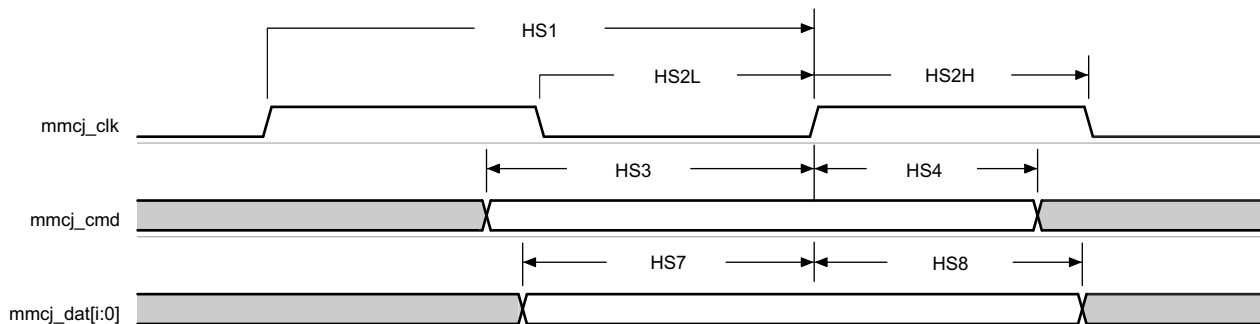 HS1
HS2L HS2H
mmcj_clk
HS3 HS4
mmcj_cmd
HS7 HS8
mmcj_dat[i:0]